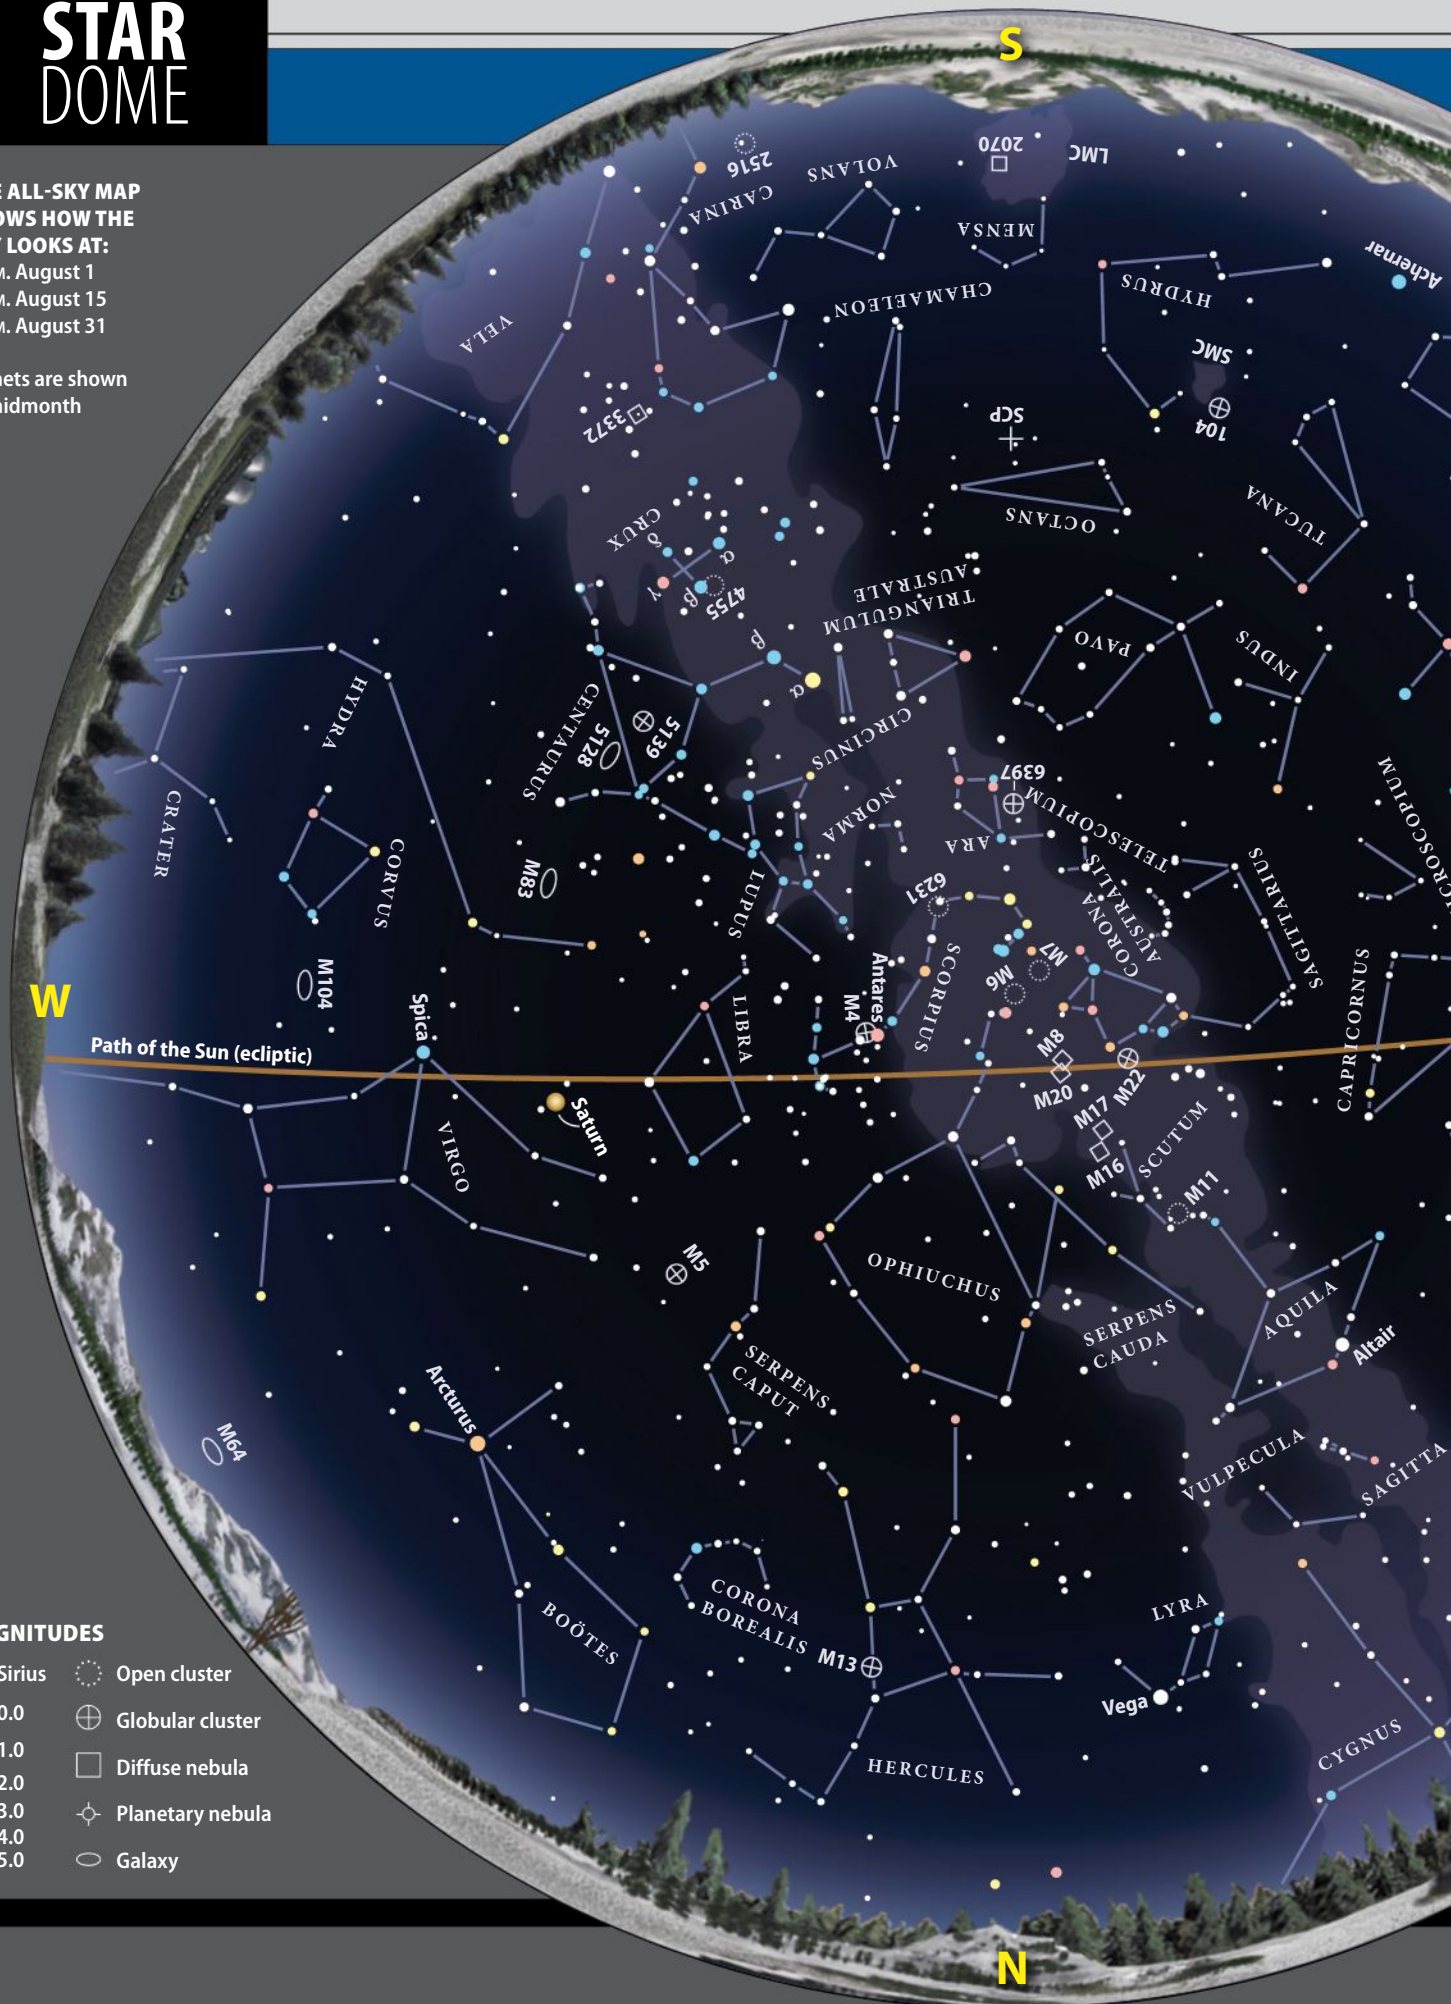 STAR
DOME
ALL-SKY MAP
HOW THE
LOOKS AT:
August 1
August 15
August 31
are shown
S
2516
CARINA
VOLANS
2070
LMC
MENSA
Achernar
HYDRUS
CHAMAELEON
VELA
SMC
104
3372
SCP
TUCANA
OCTANS
CRUX
δ
α
γ
β
4755
TRIANGULUM
AUSTRALE
β
α
PAVO
INDUS
HYDRA
CENTAURUS
5128
5139
CIRCINUS
NORMA
6397
ARA
TELESCOPIUM
CRATER
CORVUS
M83
LUPUS
6231
CORONA
AUSTRALIS
SAGITTARIUS
M104
W
Spica
LIBRA
Antares
M4
SCORPIUS
M6
M7
CAPRICORNUS
Path of the Sun (ecliptic)
Saturn
M8
M20
M22
M17
M16
SCUTUM
VIRGO
M11
M5
OPHIUCHUS
SERPENS
CAUDA
AQUILA
Altair
SERPENS
CAPUT
Arcturus
M64
VULPECULA
SAGITTA
CORONA
BOREALIS
BOÖTES
M13
LYRA
Vega
HERCULES
CYGNUS
N
Sirius
0.0
1.0
2.0
3.0
4.0
5.0
Open cluster
Globular cluster
Diffuse nebula
Planetary nebula
Galaxy